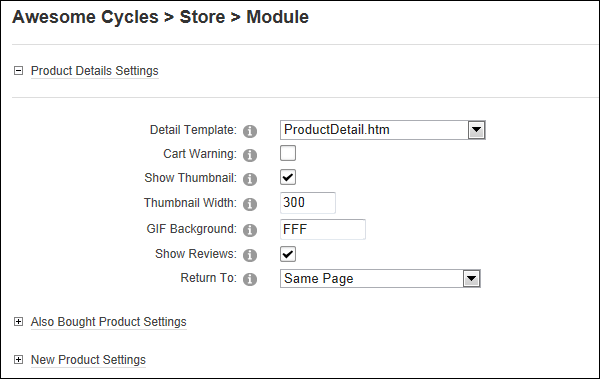 Awesome Cycles > Store > Module
Product Details Settings
Detail Template: ProductDetail.htm
Cart Warning:
Show Thumbnail:
Thumbnail Width: 300
GIF Background: FFF
Show Reviews:
Return To: Same Page
Also Bought Product Settings
New Product Settings